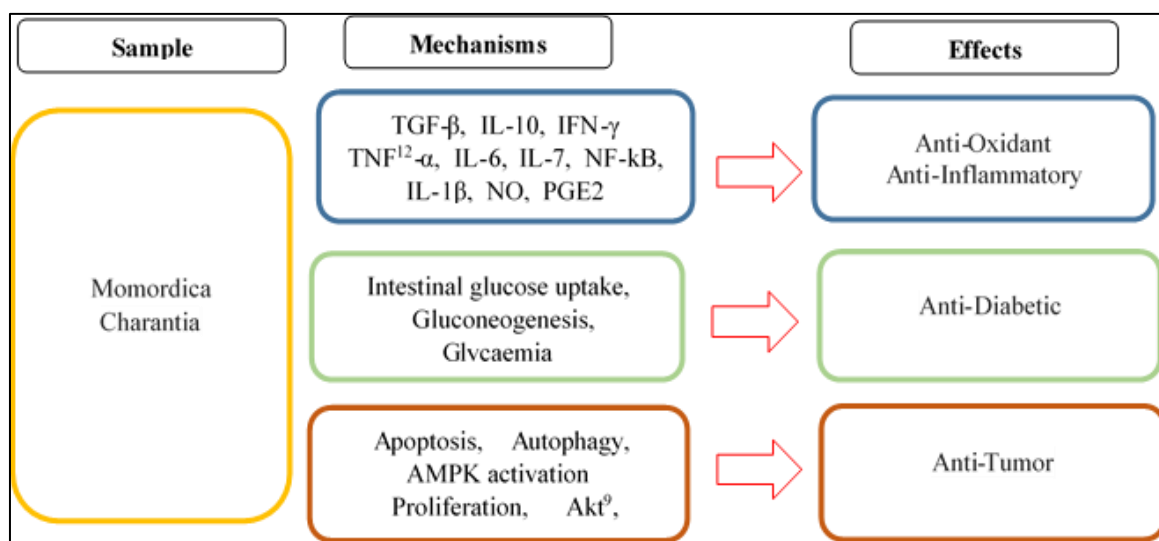 Sample
Mechanisms
Effects
Momordica
Charantia
TGF-β, IL-10, IFN-γ
TNF¹²-α, IL-6, IL-7, NF-kB,
IL-1β, NO, PGE2
Anti-Oxidant
Anti-Inflammatory
Intestinal glucose uptake,
Gluconeogenesis,
Glvcaemia
Anti-Diabetic
Apoptosis, Autophagy,
AMPK activation
Proliferation, Akt⁹,
Anti-Tumor